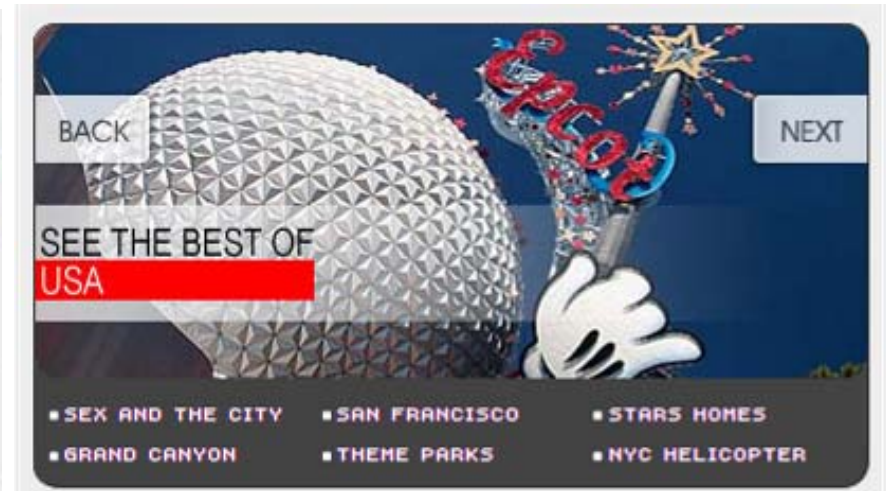 Epcot
BACK
NEXT
SEE THE BEST OF
USA
SEX AND THE CITY
SAN FRANCISCO
STARS HOMES
GRAND CANYON
THEME PARKS
NYC HELICOPTER